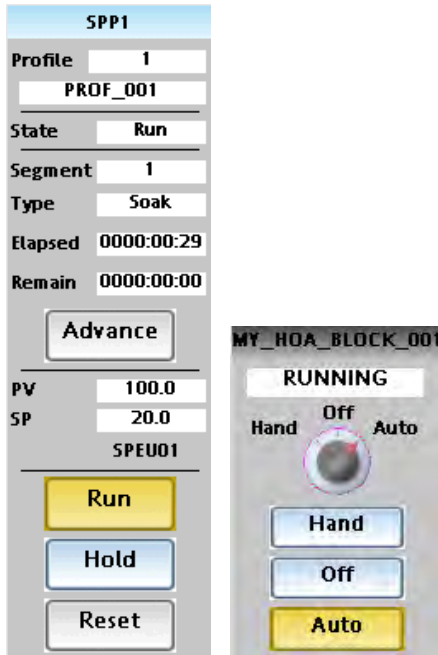 SPP1
Profile 1
PROF_001
State Run
Segment 1
Type Soak
Elapsed 0000:00:29
Remain 0000:00:00
Advance
PV 100.0
SP 20.0
SPEU01
Run
Hold
Reset
MY_HOA_BLOCK_001
RUNNING
Off
Hand Auto
Hand
Off
Auto